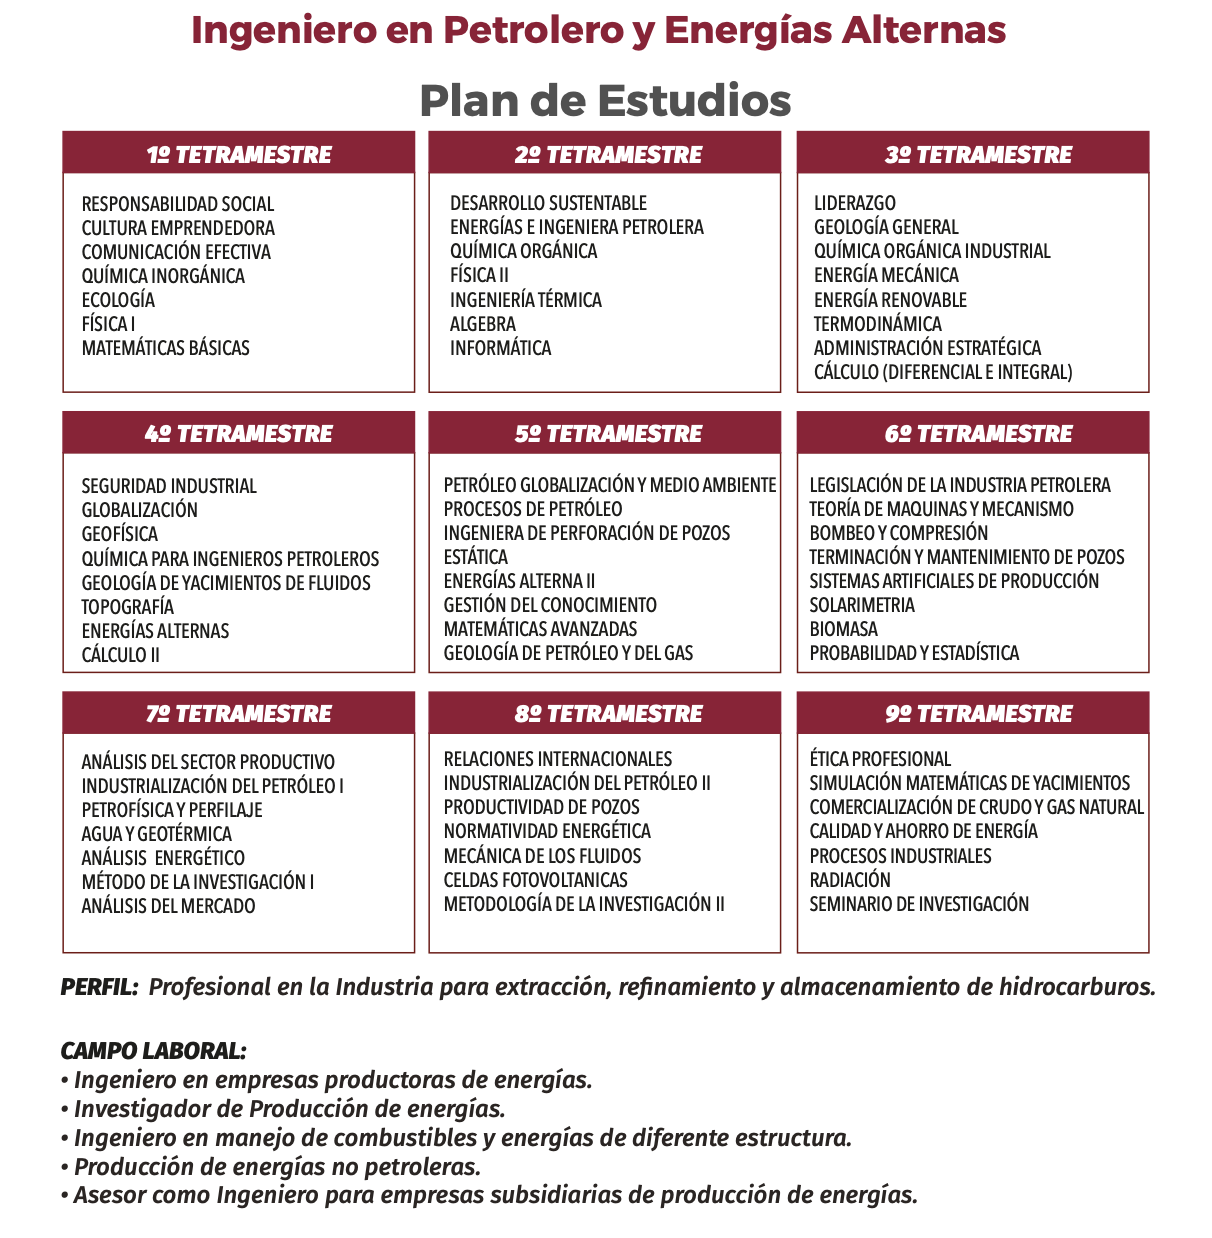 Ingeniero en Petrolero y Energías Alternas
Plan de Estudios
1º TETRAMESTRE
RESPONSABILIDAD SOCIAL
CULTURA EMPRENDEDORA
COMUNICACIÓN EFECTIVA
QUÍMICA INORGÁNICA
ECOLOGÍA
FÍSICA I
MATEMÁTICAS BÁSICAS
2º TETRAMESTRE
DESARROLLO SUSTENTABLE
ENERGÍAS E INGENIERA PETROLERA
QUÍMICA ORGÁNICA
FÍSICA II
INGENIERÍA TÉRMICA
ALGEBRA
INFORMÁTICA
3º TETRAMESTRE
LIDERAZGO
GEOLOGÍA GENERAL
QUÍMICA ORGÁNICA INDUSTRIAL
ENERGÍA MECÁNICA
ENERGÍA RENOVABLE
TERMODINÁMICA
ADMINISTRACIÓN ESTRATÉGICA
CÁLCULO (DIFERENCIAL E INTEGRAL)
4º TETRAMESTRE
SEGURIDAD INDUSTRIAL
GLOBALIZACIÓN
GEOFÍSICA
QUÍMICA PARA INGENIEROS PETROLEROS
GEOLOGÍA DE YACIMIENTOS DE FLUIDOS
TOPOGRAFÍA
ENERGÍAS ALTERNAS
CÁLCULO II
5º TETRAMESTRE
PETRÓLEO GLOBALIZACIÓN Y MEDIO AMBIENTE
PROCESOS DE PETRÓLEO
INGENIERA DE PERFORACIÓN DE POZOS
ESTÁTICA
ENERGÍAS ALTERNA II
GESTIÓN DEL CONOCIMIENTO
MATEMÁTICAS AVANZADAS
GEOLOGÍA DE PETRÓLEO Y DEL GAS
6º TETRAMESTRE
LEGISLACIÓN DE LA INDUSTRIA PETROLERA
TEORÍA DE MAQUINAS Y MECANISMO
BOMBEO Y COMPRESIÓN
TERMINACIÓN Y MANTENIMIENTO DE POZOS
SISTEMAS ARTIFICIALES DE PRODUCCIÓN
SOLARIMETRIA
BIOMASA
PROBABILIDAD Y ESTADÍSTICA
7º TETRAMESTRE
ANÁLISIS DEL SECTOR PRODUCTIVO
INDUSTRIALIZACIÓN DEL PETRÓLEO I
PETROFÍSICA Y PERFILAJE
AGUA Y GEOTÉRMICA
ANÁLISIS ENERGÉTICO
MÉTODO DE LA INVESTIGACIÓN I
ANÁLISIS DEL MERCADO
8º TETRAMESTRE
RELACIONES INTERNACIONALES
INDUSTRIALIZACIÓN DEL PETRÓLEO II
PRODUCTIVIDAD DE POZOS
NORMATIVIDAD ENERGÉTICA
MECÁNICA DE LOS FLUIDOS
CELDAS FOTOVOLTANICAS
METODOLOGÍA DE LA INVESTIGACIÓN II
9º TETRAMESTRE
ÉTICA PROFESIONAL
SIMULACIÓN MATEMÁTICAS DE YACIMIENTOS
COMERCIALIZACIÓN DE CRUDO Y GAS NATURAL
CALIDAD Y AHORRO DE ENERGÍA
PROCESOS INDUSTRIALES
RADIACIÓN
SEMINARIO DE INVESTIGACIÓN
PERFIL: Profesional en la Industria para extracción, refinamiento y almacenamiento de hidrocarburos.
CAMPO LABORAL:
• Ingeniero en empresas productoras de energías.
• Investigador de Producción de energías.
• Ingeniero en manejo de combustibles y energías de diferente estructura.
• Producción de energías no petroleras.
• Asesor como Ingeniero para empresas subsidiarias de producción de energías.